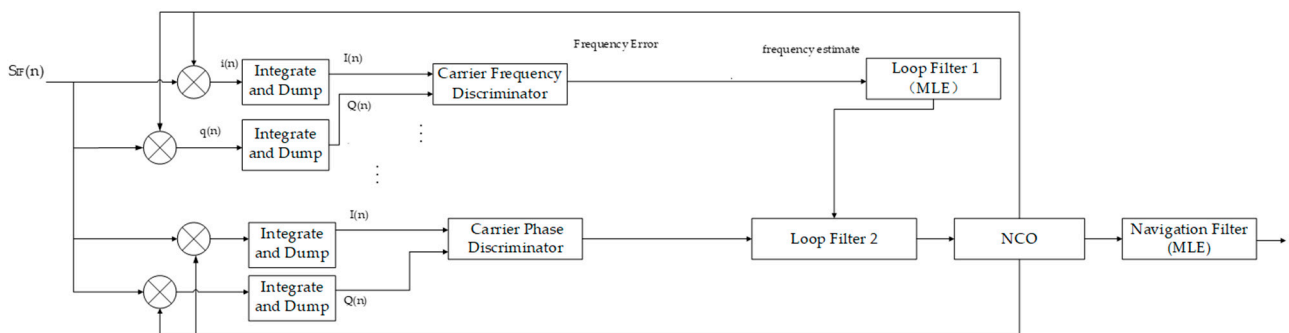 SIF(n)
i(n)
Integrate
and Dump
I(n)
Carrier Frequency
Discriminator
Frequency Error
frequency estimate
Loop Filter 1
（MLE）
q(n)
Integrate
and Dump
Q(n)
Integrate
and Dump
I(n)
Carrier Phase
Discriminator
Loop Filter 2
NCO
Navigation Filter
(MLE)
Integrate
and Dump
Q(n)